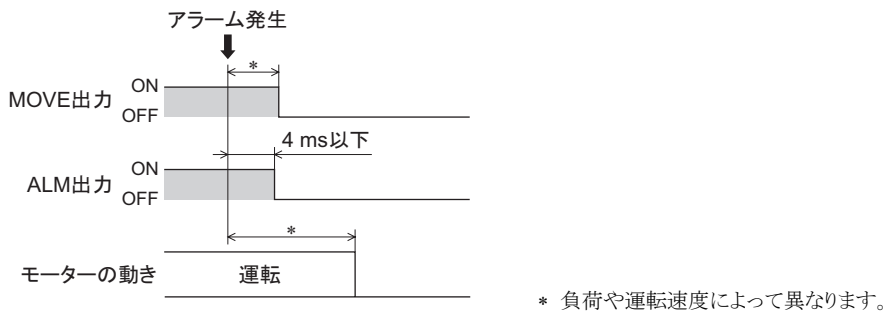 アラーム発生
*
MOVE出力
ON
OFF
4 ms以下
ALM出力
ON
OFF
*
モーターの動き
運転
* 負荷や運転速度によって異なります。